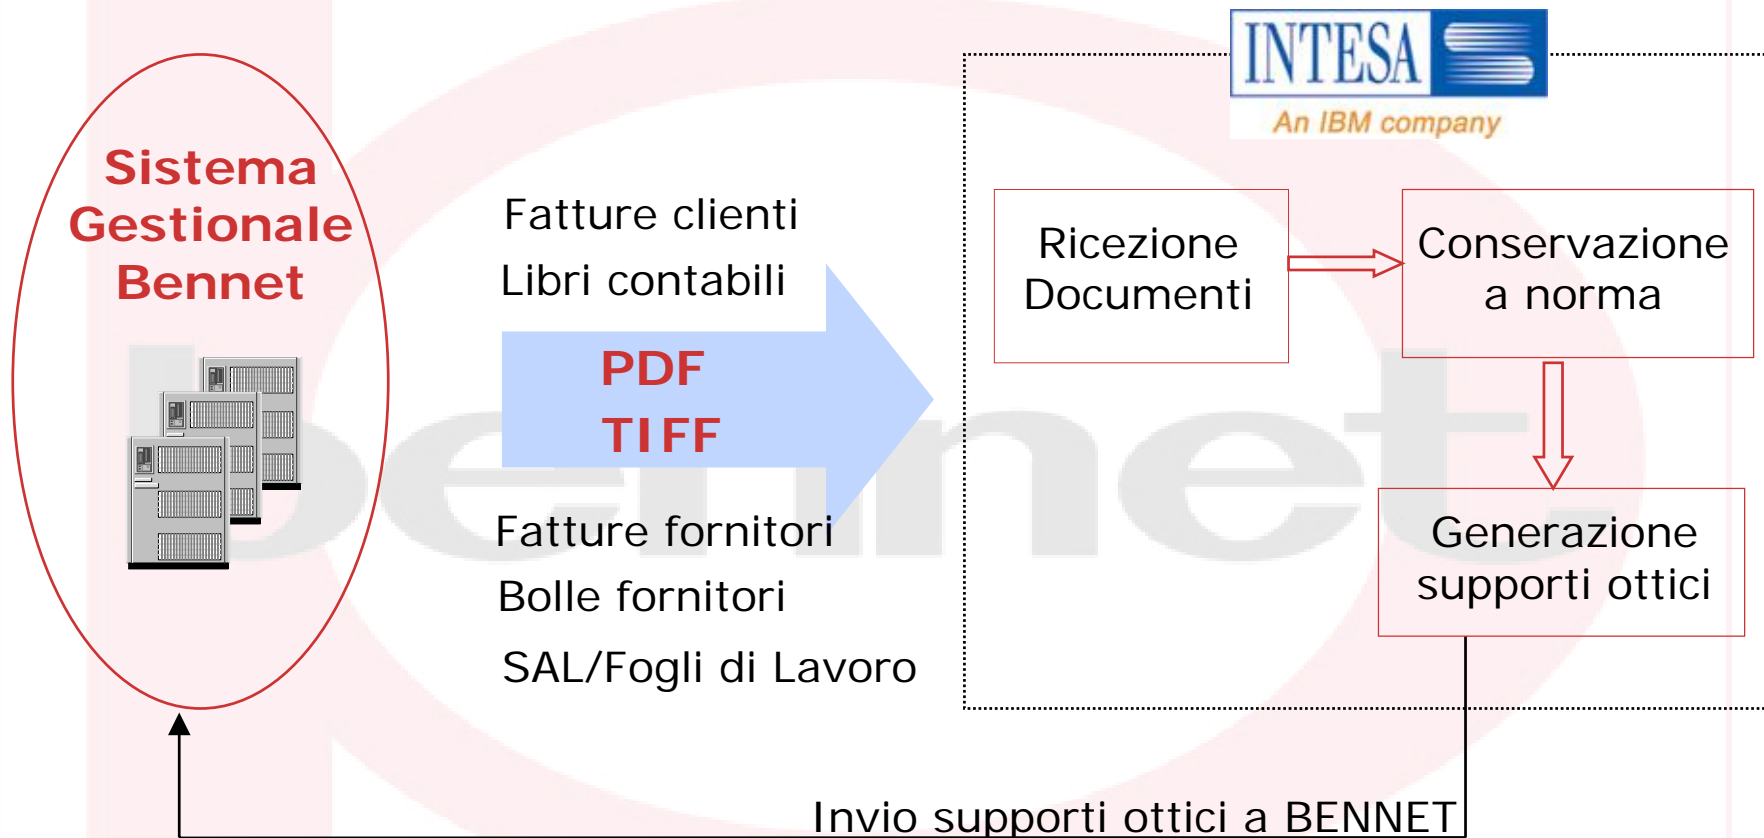 INTESA
An IBM company
Sistema
Gestionale
Bennet
Fatture clienti
Libri contabili
PDF
TIFF
Fatture fornitori
Bolle fornitori
SAL/Fogli di Lavoro
Ricezione
Documenti
Conservazione
a norma
Generazione
supporti ottici
Invio supporti ottici a BENNET
bennet